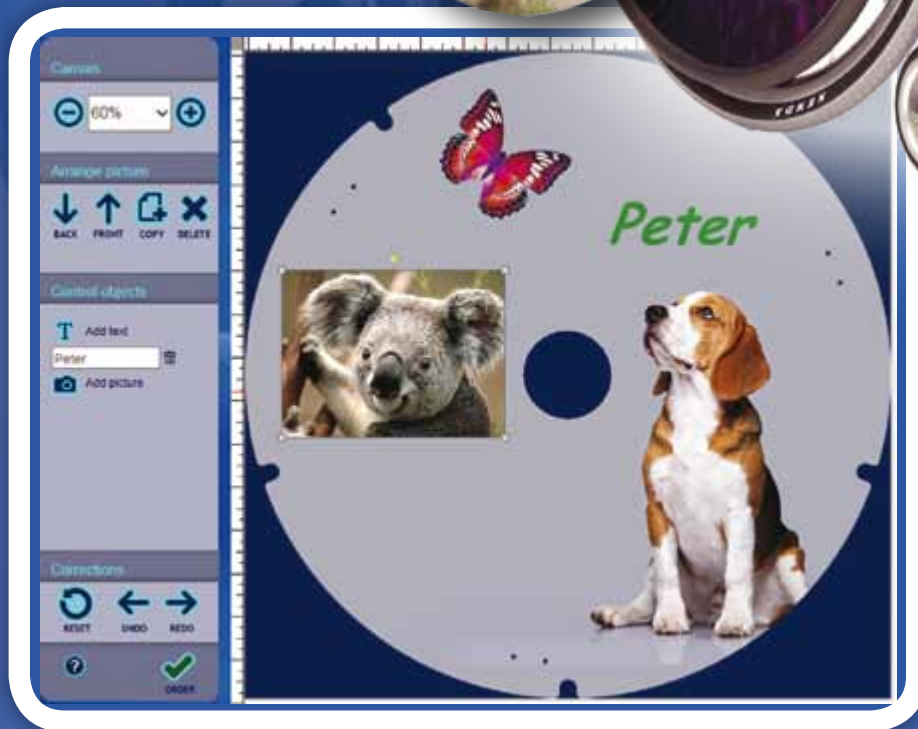 Canvas
60%
Arrange picture
BACK FRONT COPY DELETE
Control objects
T Add text
Peter
Add picture
Corrections
RESET UNDO REDO
?
ORDER
Peter